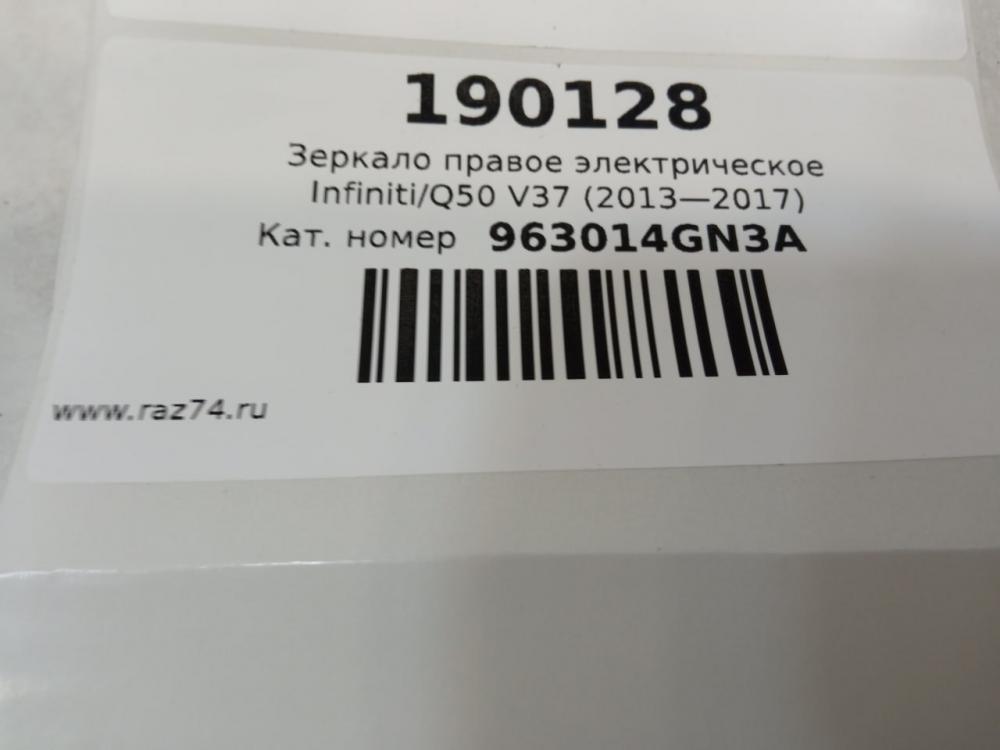 190128
Зеркало правое электрическое
Infiniti/Q50 V37 (2013—2017)
Кат. номер 963014GN3A
www.raz74.ru